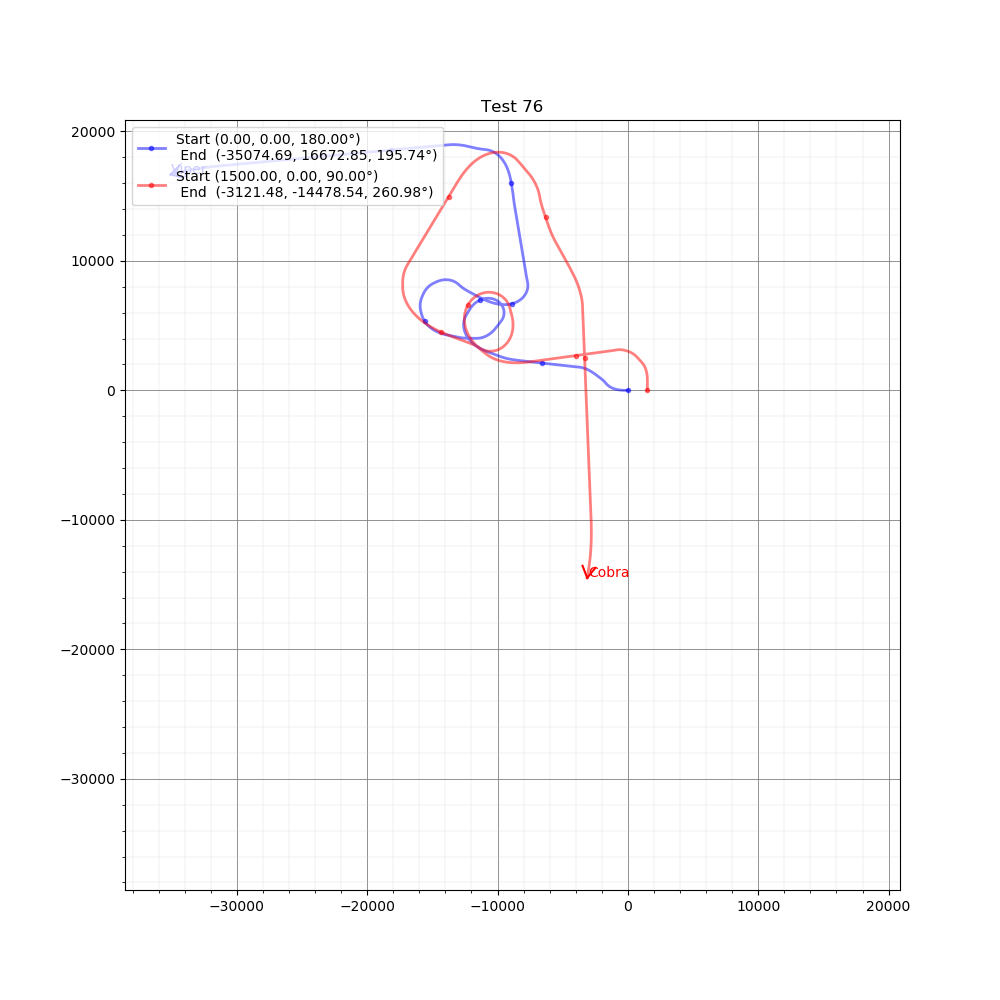 Test 76
Start (0.00, 0.00, 180.00°)
End  (-35074.69, 16672.85, 195.74°)
Start (1500.00, 0.00, 90.00°)
End  (-3121.48, -14478.54, 260.98°)
Viper
Cobra
20000
10000
0
−10000
−20000
−30000
−30000
−20000
−10000
0
10000
20000